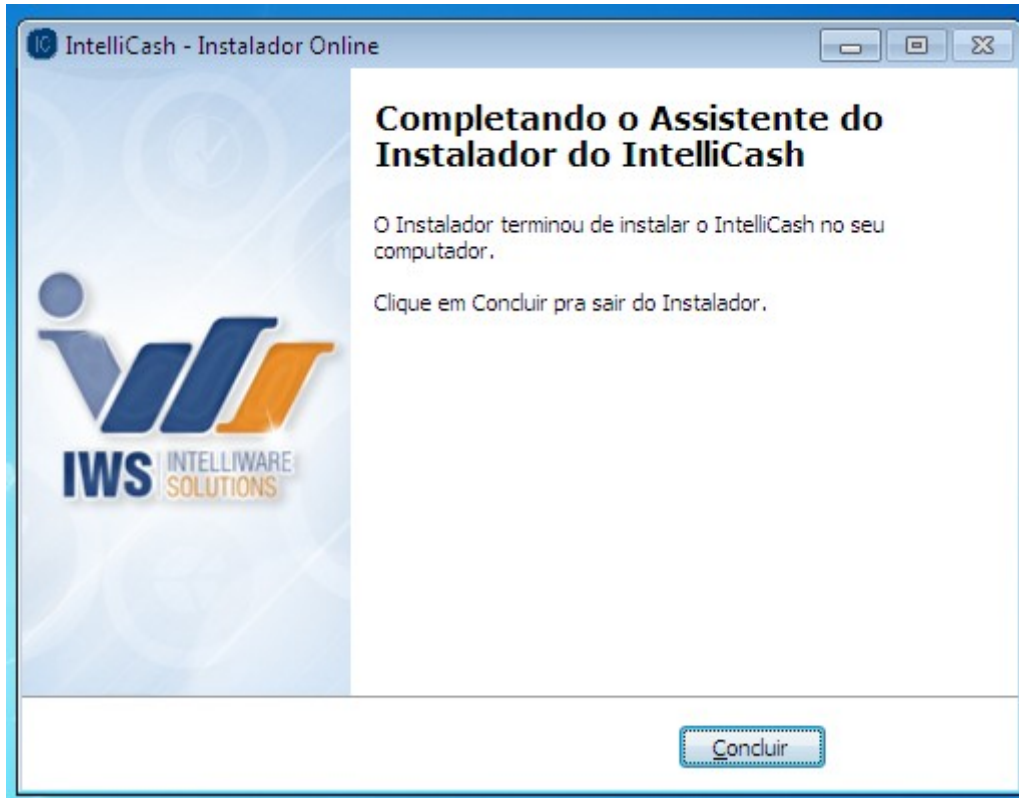 IC IntelliCash - Instalador Online
Completando o Assistente do
Instalador do IntelliCash
O Instalador terminou de instalar o IntelliCash no seu
computador.
Clique em Concluir pra sair do Instalador.
IWS INTELLIWARE
SOLUTIONS
Concluir